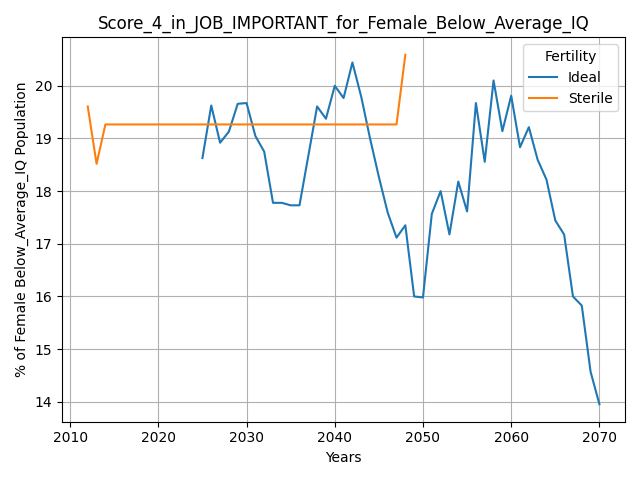 Score_4_in_JOB_IMPORTANT_for_Female_Below_Average_IQ
% of Female Below_Average_IQ Population
20
19
18
17
16
15
14
Fertility
Ideal
Sterile
2010 2020 2030 2040 2050 2060 2070
Years